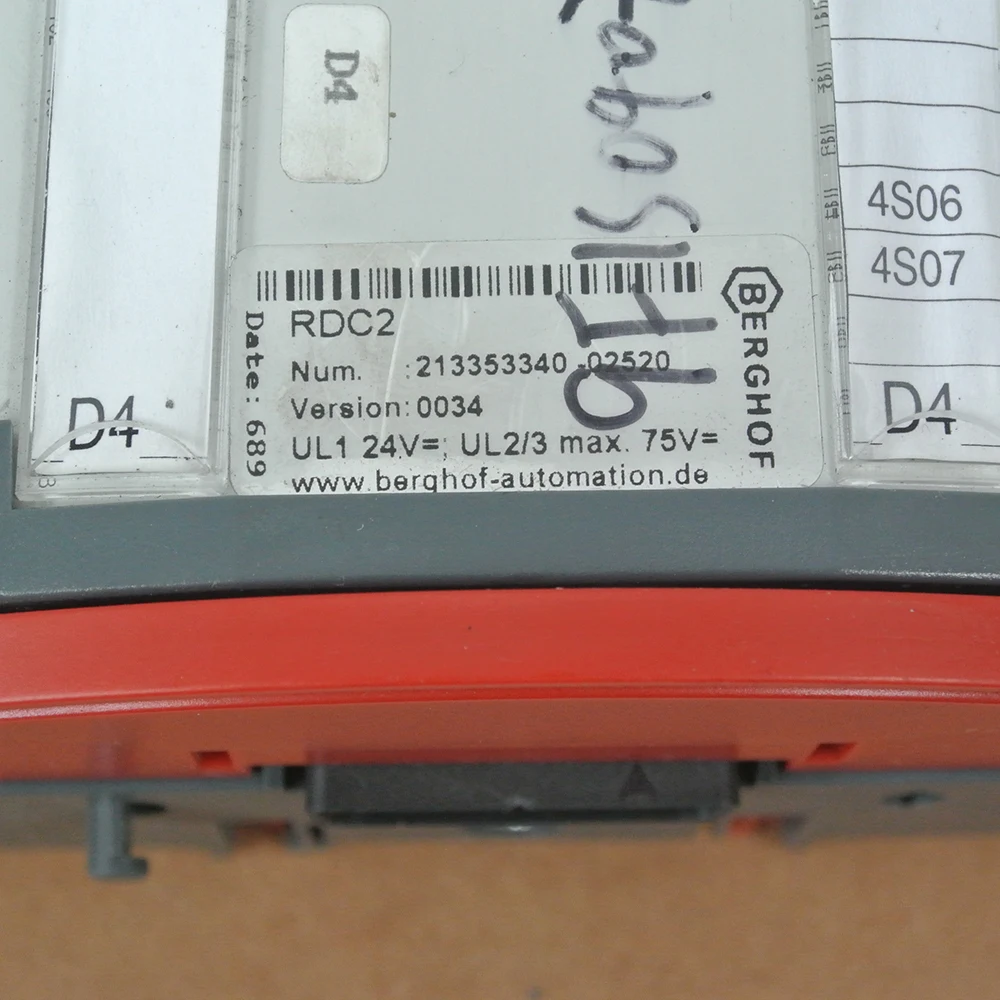 D4
4S06
4S07
BERGHOF
RDC2
Num. :213353340-02520
Version:0034
UL1 24V=; UL2/3 max. 75V=
www.berghof-automation.de
Date: 689
D4
D4